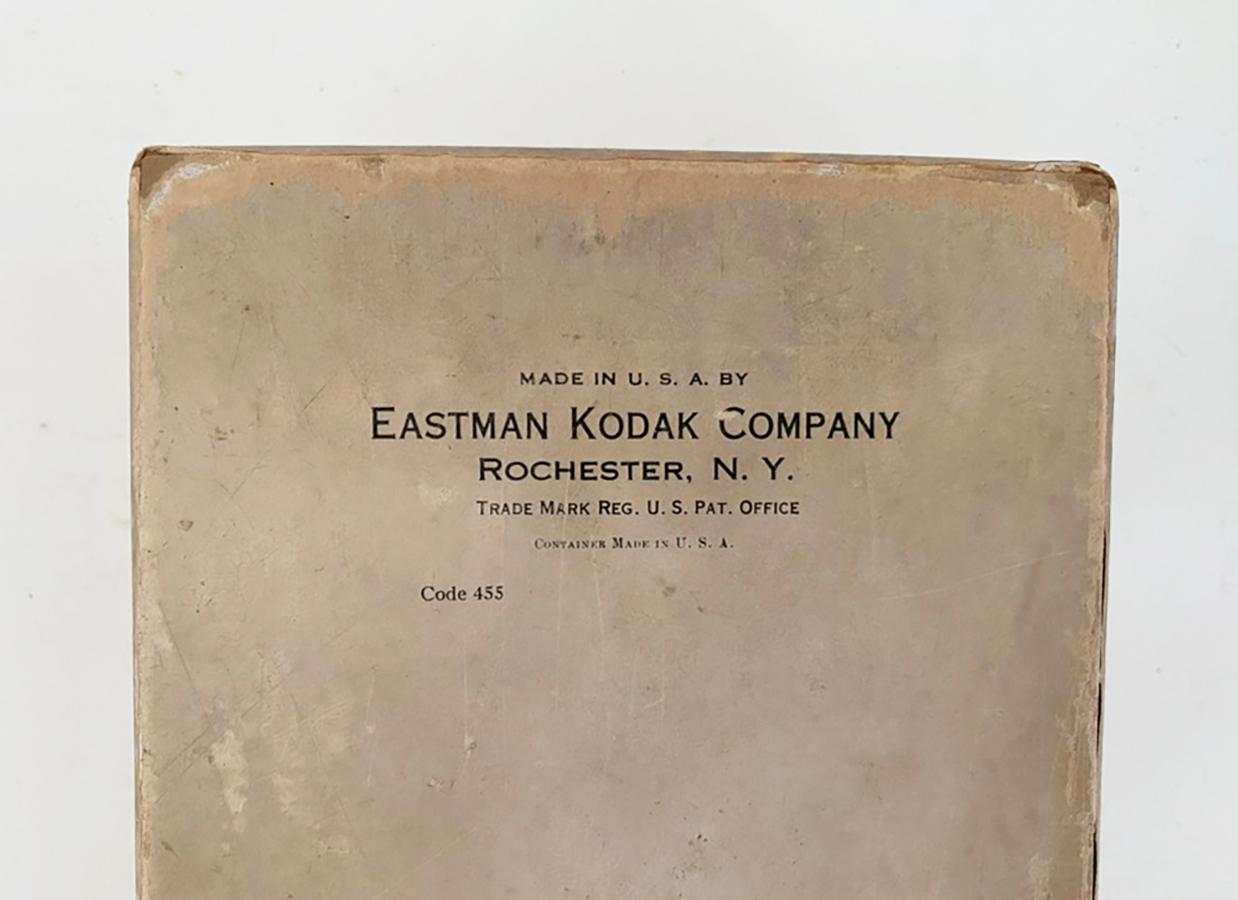 MADE IN U. S. A. BY
EASTMAN KODAK COMPANY
ROCHESTER, N. Y.
TRADE MARK REG. U. S. PAT. OFFICE
CONTAINER MADE IN U. S. A.
Code 455